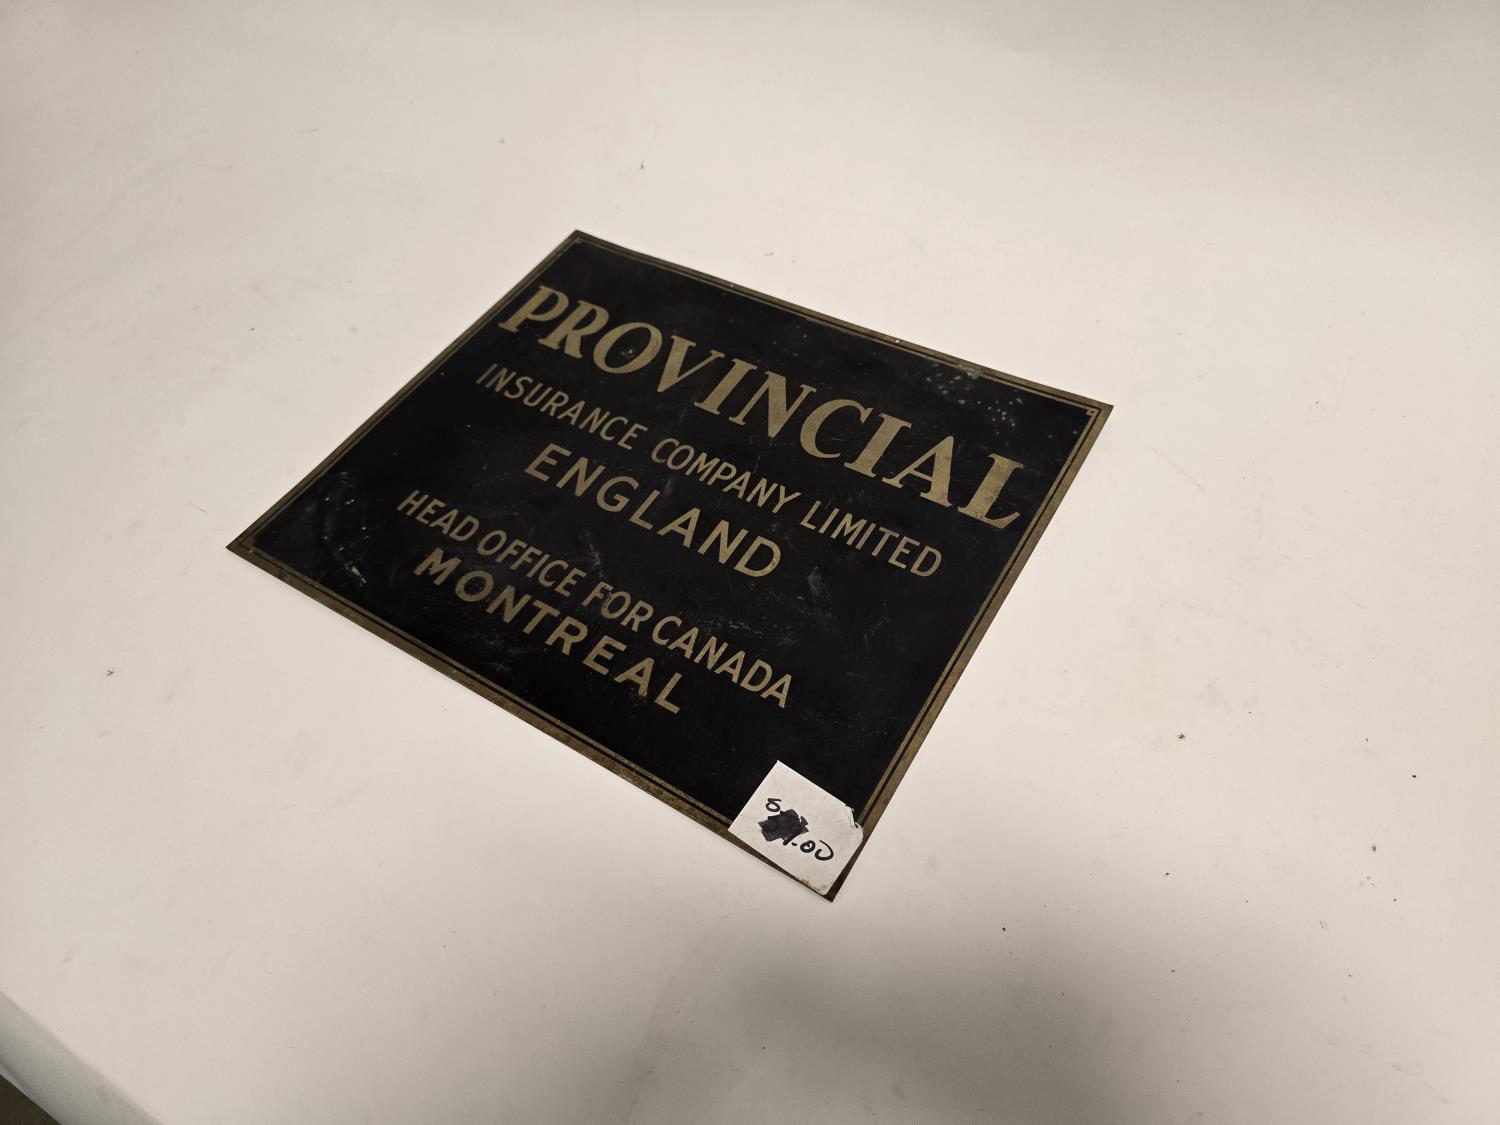 PROVINCIAL
INSURANCE COMPANY LIMITED
ENGLAND
HEAD OFFICE FOR CANADA
MONTREAL